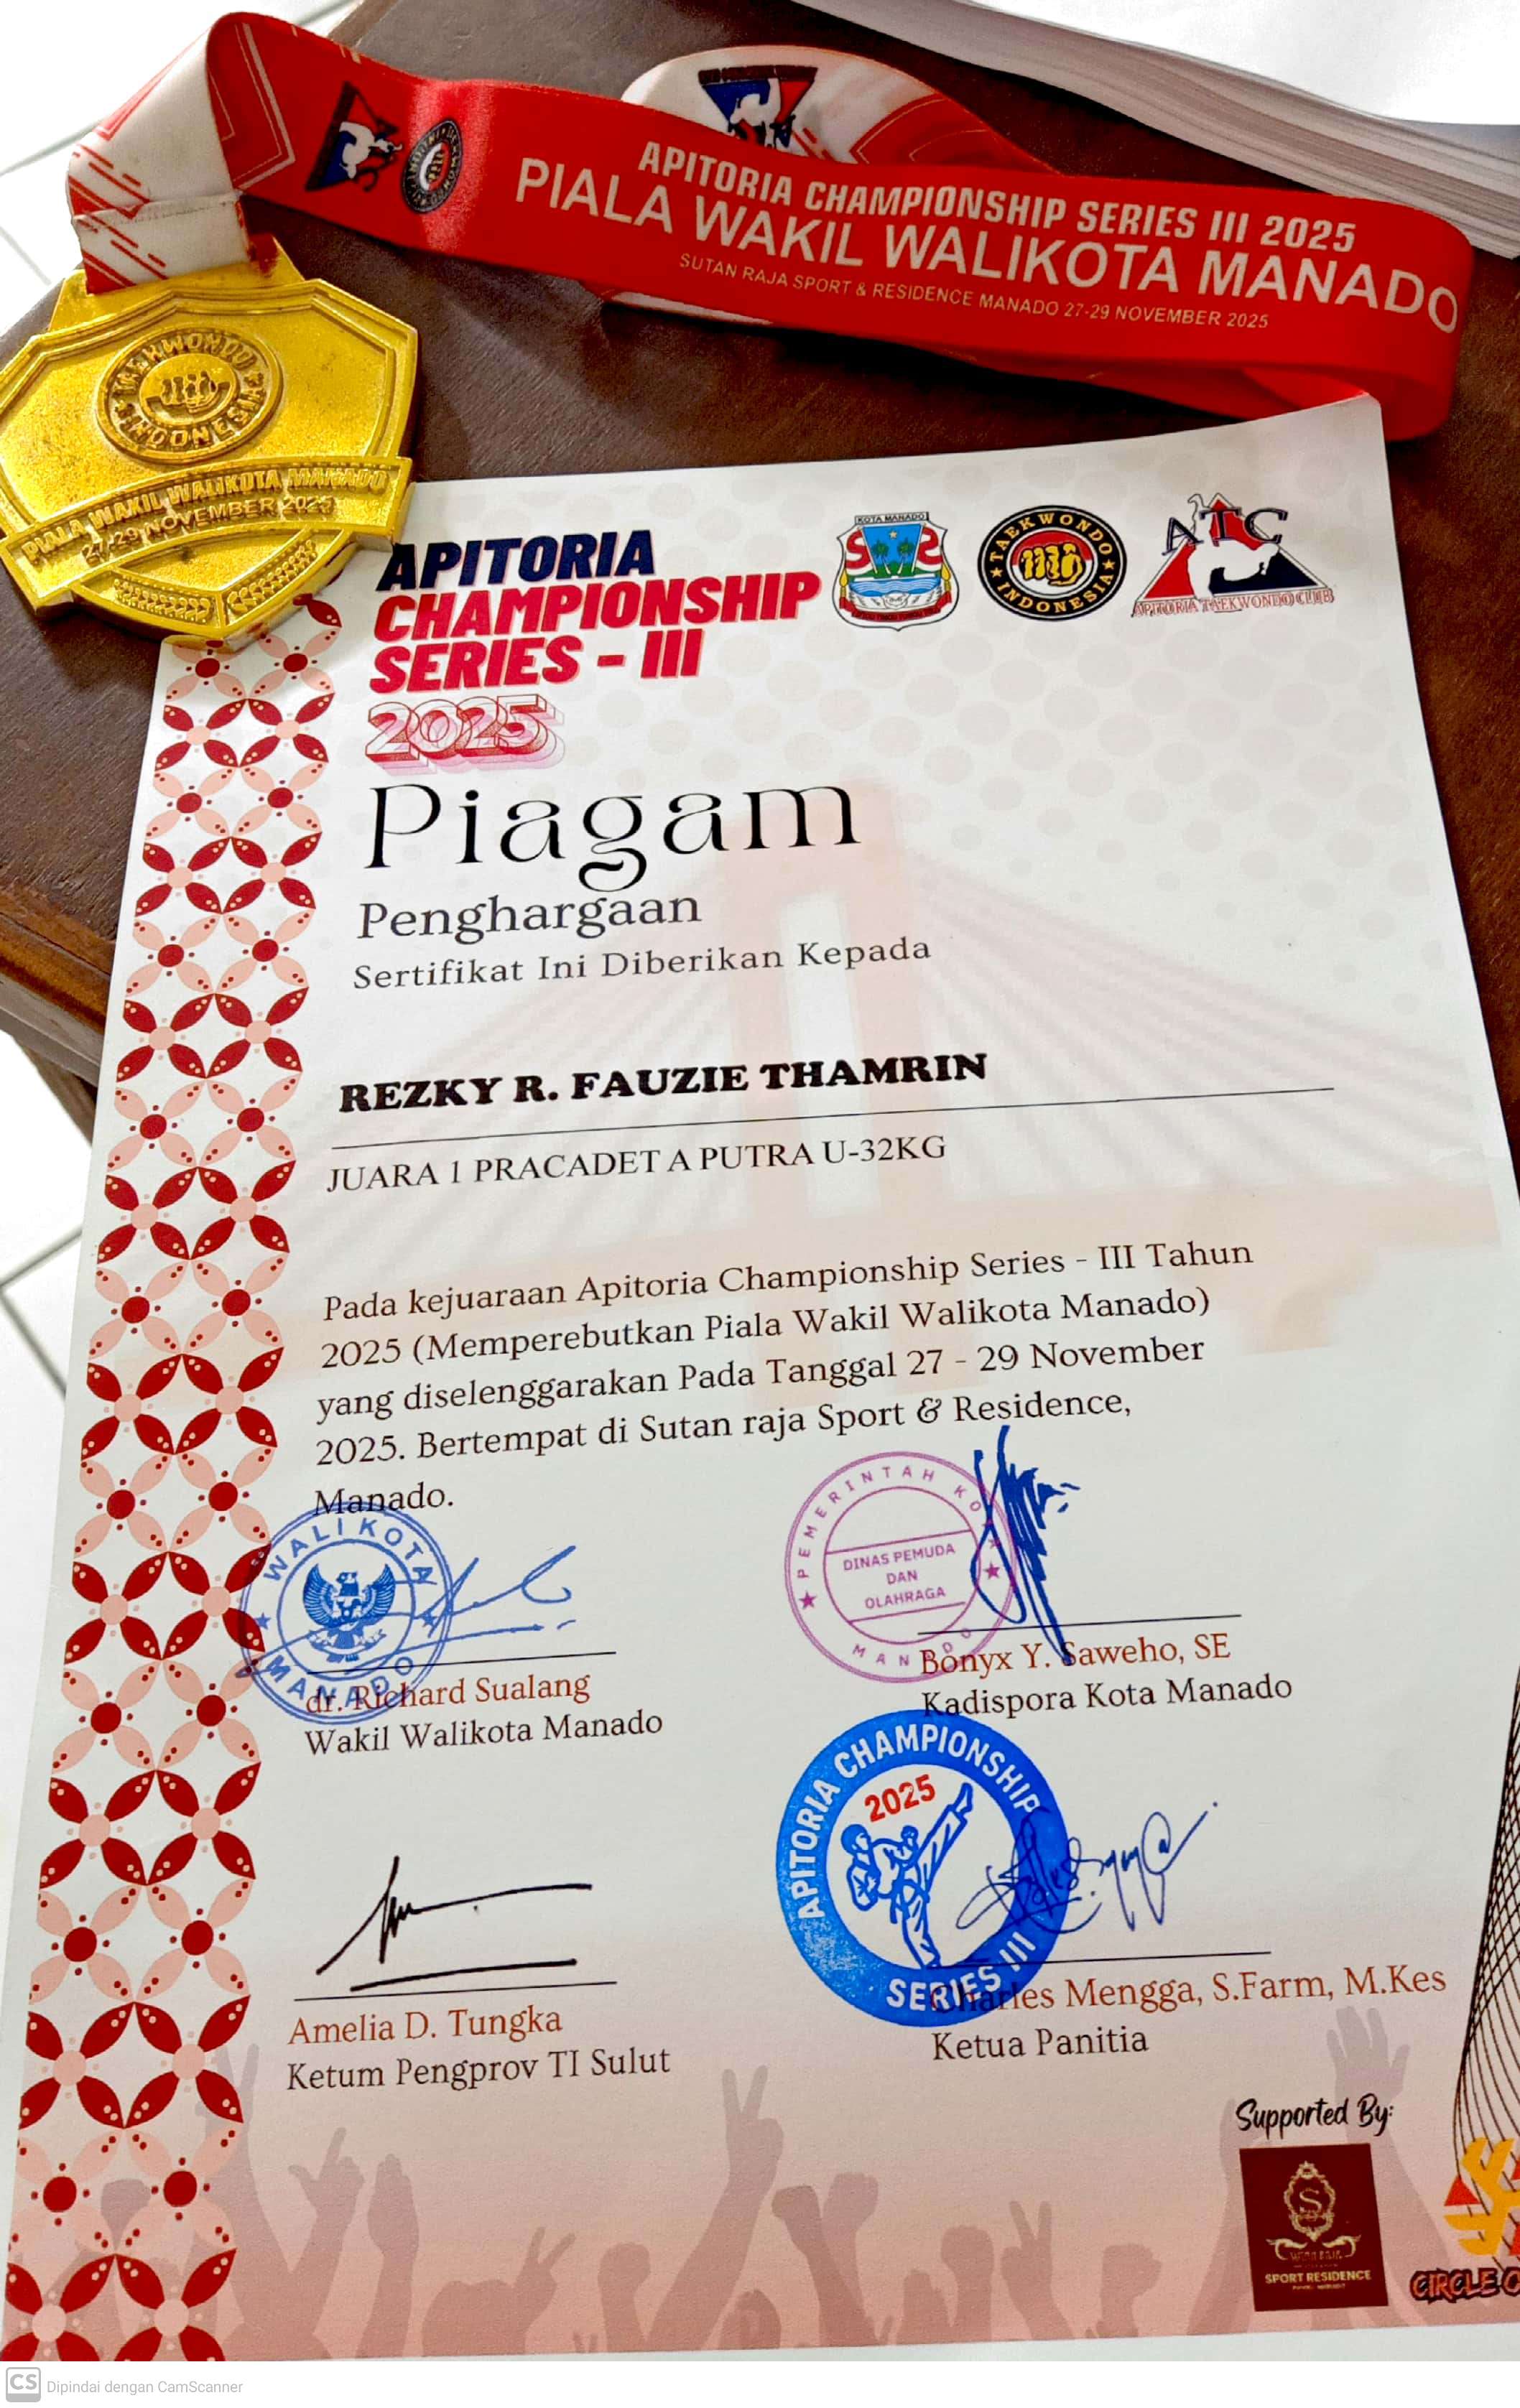 APITORIA CHAMPIONSHIP SERIES III 2025
PIALA WAKIL WALIKOTA MANADO
SUTAN RAJA SPORT & RESIDENCE MANADO 27-29 NOVEMBER 2025
TAEKWONDO
INDONESIA
PIALA WAKIL WALIKOTA MANADO
27-29 NOVEMBER 2025
APITORIA
CHAMPIONSHIP
SERIES - III
2025
KOTA MANADO
TAEKWONDO
INDONESIA
ATC
APITORIA TAEKWONDO CLUB
Piagam
Penghargaan
Sertifikat Ini Diberikan Kepada
REZKY R. FAUZIE THAMRIN
JUARA 1 PRACADET A PUTRA U-32KG
Pada kejuaraan Apitoria Championship Series - III Tahun
2025 (Memperebutkan Piala Wakil Walikota Manado)
yang diselenggarakan Pada Tanggal 27 - 29 November
2025. Bertempat di Sutan raja Sport & Residence,
Manado.
WALIKOTA
MANADO
dr. Richard Sualang
Wakil Walikota Manado
PEMERINTAH KOTA
DINAS PEMUDA
DAN
OLAHRAGA
MANADO
Bonyx Y. Saweho, SE
Kadispora Kota Manado
APITORIA CHAMPIONSHIP
2025
SERIES III
Amelia D. Tungka
Ketum Pengprov TI Sulut
Charles Mengga, S.Farm, M.Kes
Ketua Panitia
Supported By:
S
SPORT RESIDENCE
CIRCLE
CS Dipindai dengan CamScanner